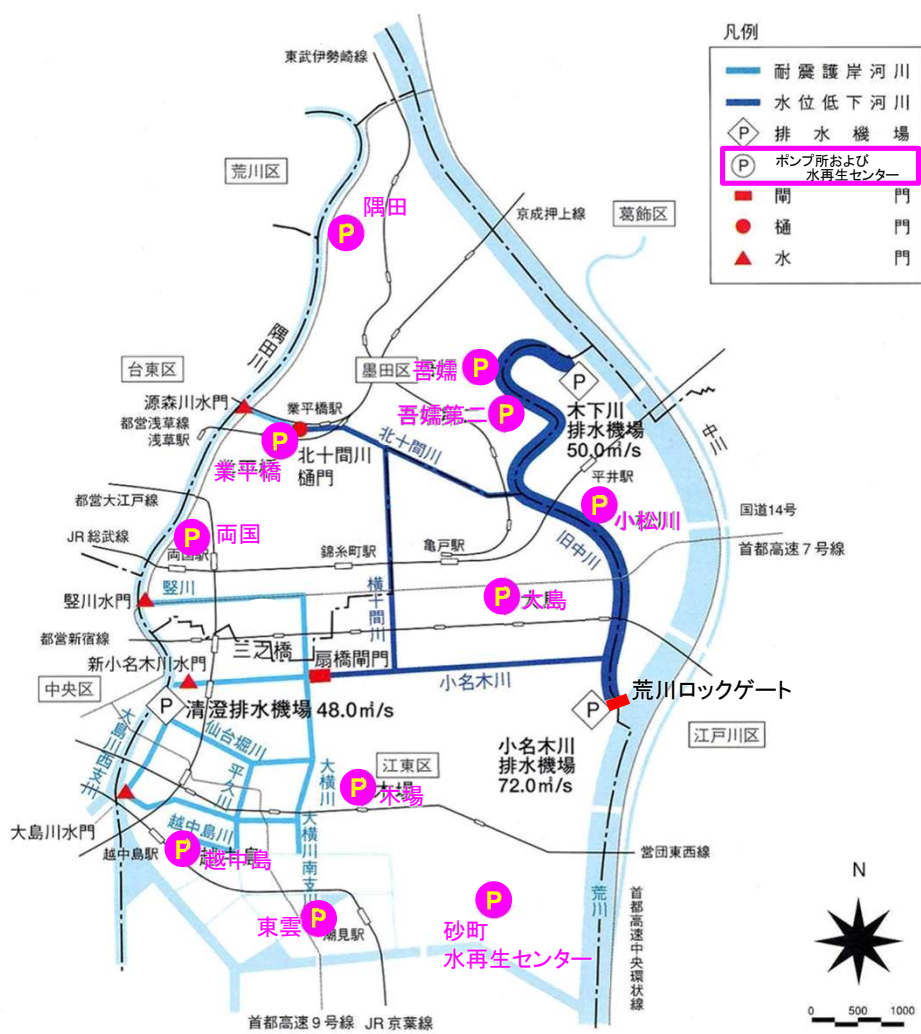 凡例
耐震護岸河川
水位低下河川
P 排水機場
P ポンプ所および
水再生センター
閘門
樋門
水門
東武伊勢崎線
荒川区
隅田
P
京成押上線
葛飾区
隅田川
台東区
墨田区
吾嬬
P
源森川水門
業平橋駅
都営浅草線
浅草駅
吾嬬第二
P
P
木下川
排水機場
50.0㎥/s
中川
P
業平橋
北十間川
樋門
北十間川
平井駅
都営大江戸線
P
両国
P
小松川
国道14号
JR総武線
両国駅
錦糸町駅
亀戸駅
旧中川
首都高速7号線
竪川
竪川水門
横十間川
P
大島
都営新宿線
三之橋
新小名木川水門
扇橋閘門
小名木川
中央区
荒川ロックゲート
P
清澄排水機場 48.0㎥/s
P
小名木川
排水機場
72.0㎥/s
江戸川区
大島川西支川
仙台堀川
平久川
大横川
江東区
P
木場
大島川水門
越中島川
越中島駅
P
越中島
大横川南支川
営団東西線
荒川
首都高速中央環状線
東雲
P
潮見駅
P
砂町
水再生センター
N
0 500 1000
首都高速9号線
JR京葉線